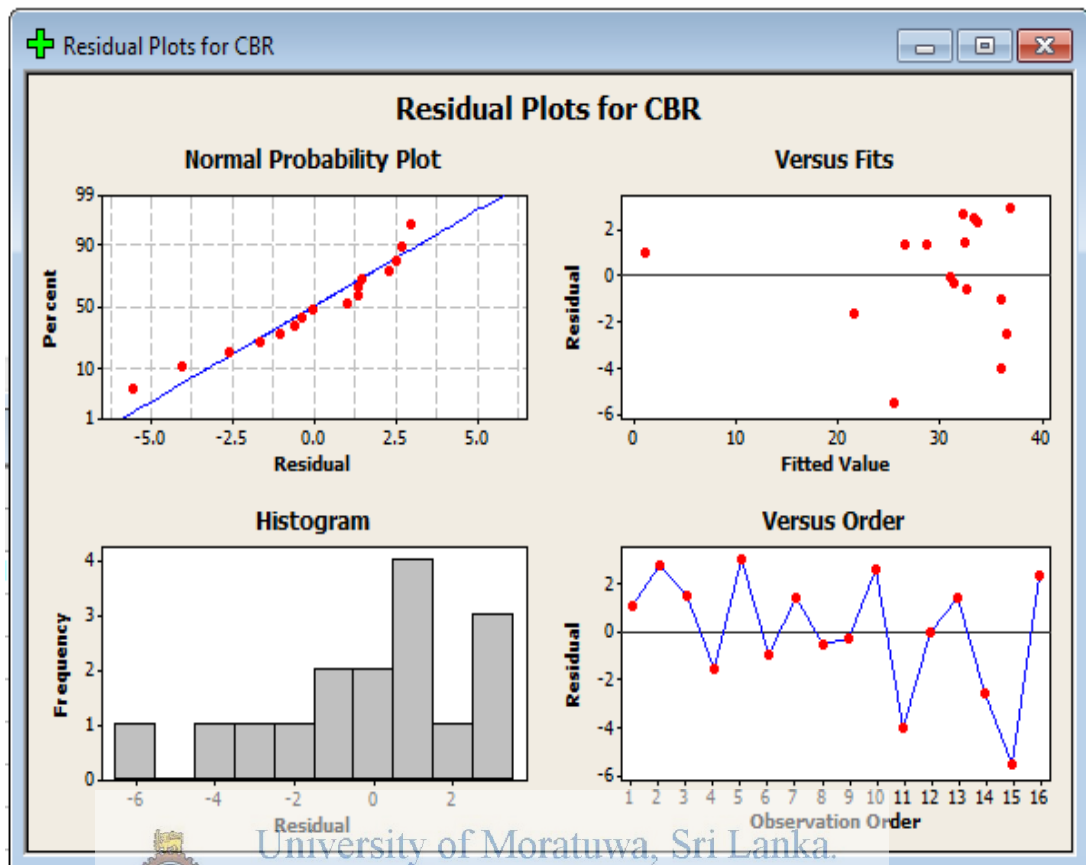 Residual Plots for CBR
Residual Plots for CBR
Normal Probability Plot
99
90
50
10
1
Percent
-5.0 -2.5 0.0 2.5 5.0
Residual
Versus Fits
2
0
-2
-4
-6
Residual
0 10 20 30 40
Fitted Value
Histogram
4
3
2
1
0
Frequency
-6 -4 -2 0 2
Residual
Versus Order
2
0
-2
-4
-6
Residual
1 2 3 4 5 6 7 8 9 10 11 12 13 14 15 16
Observation Order
University of Moratuwa, Sri Lanka.